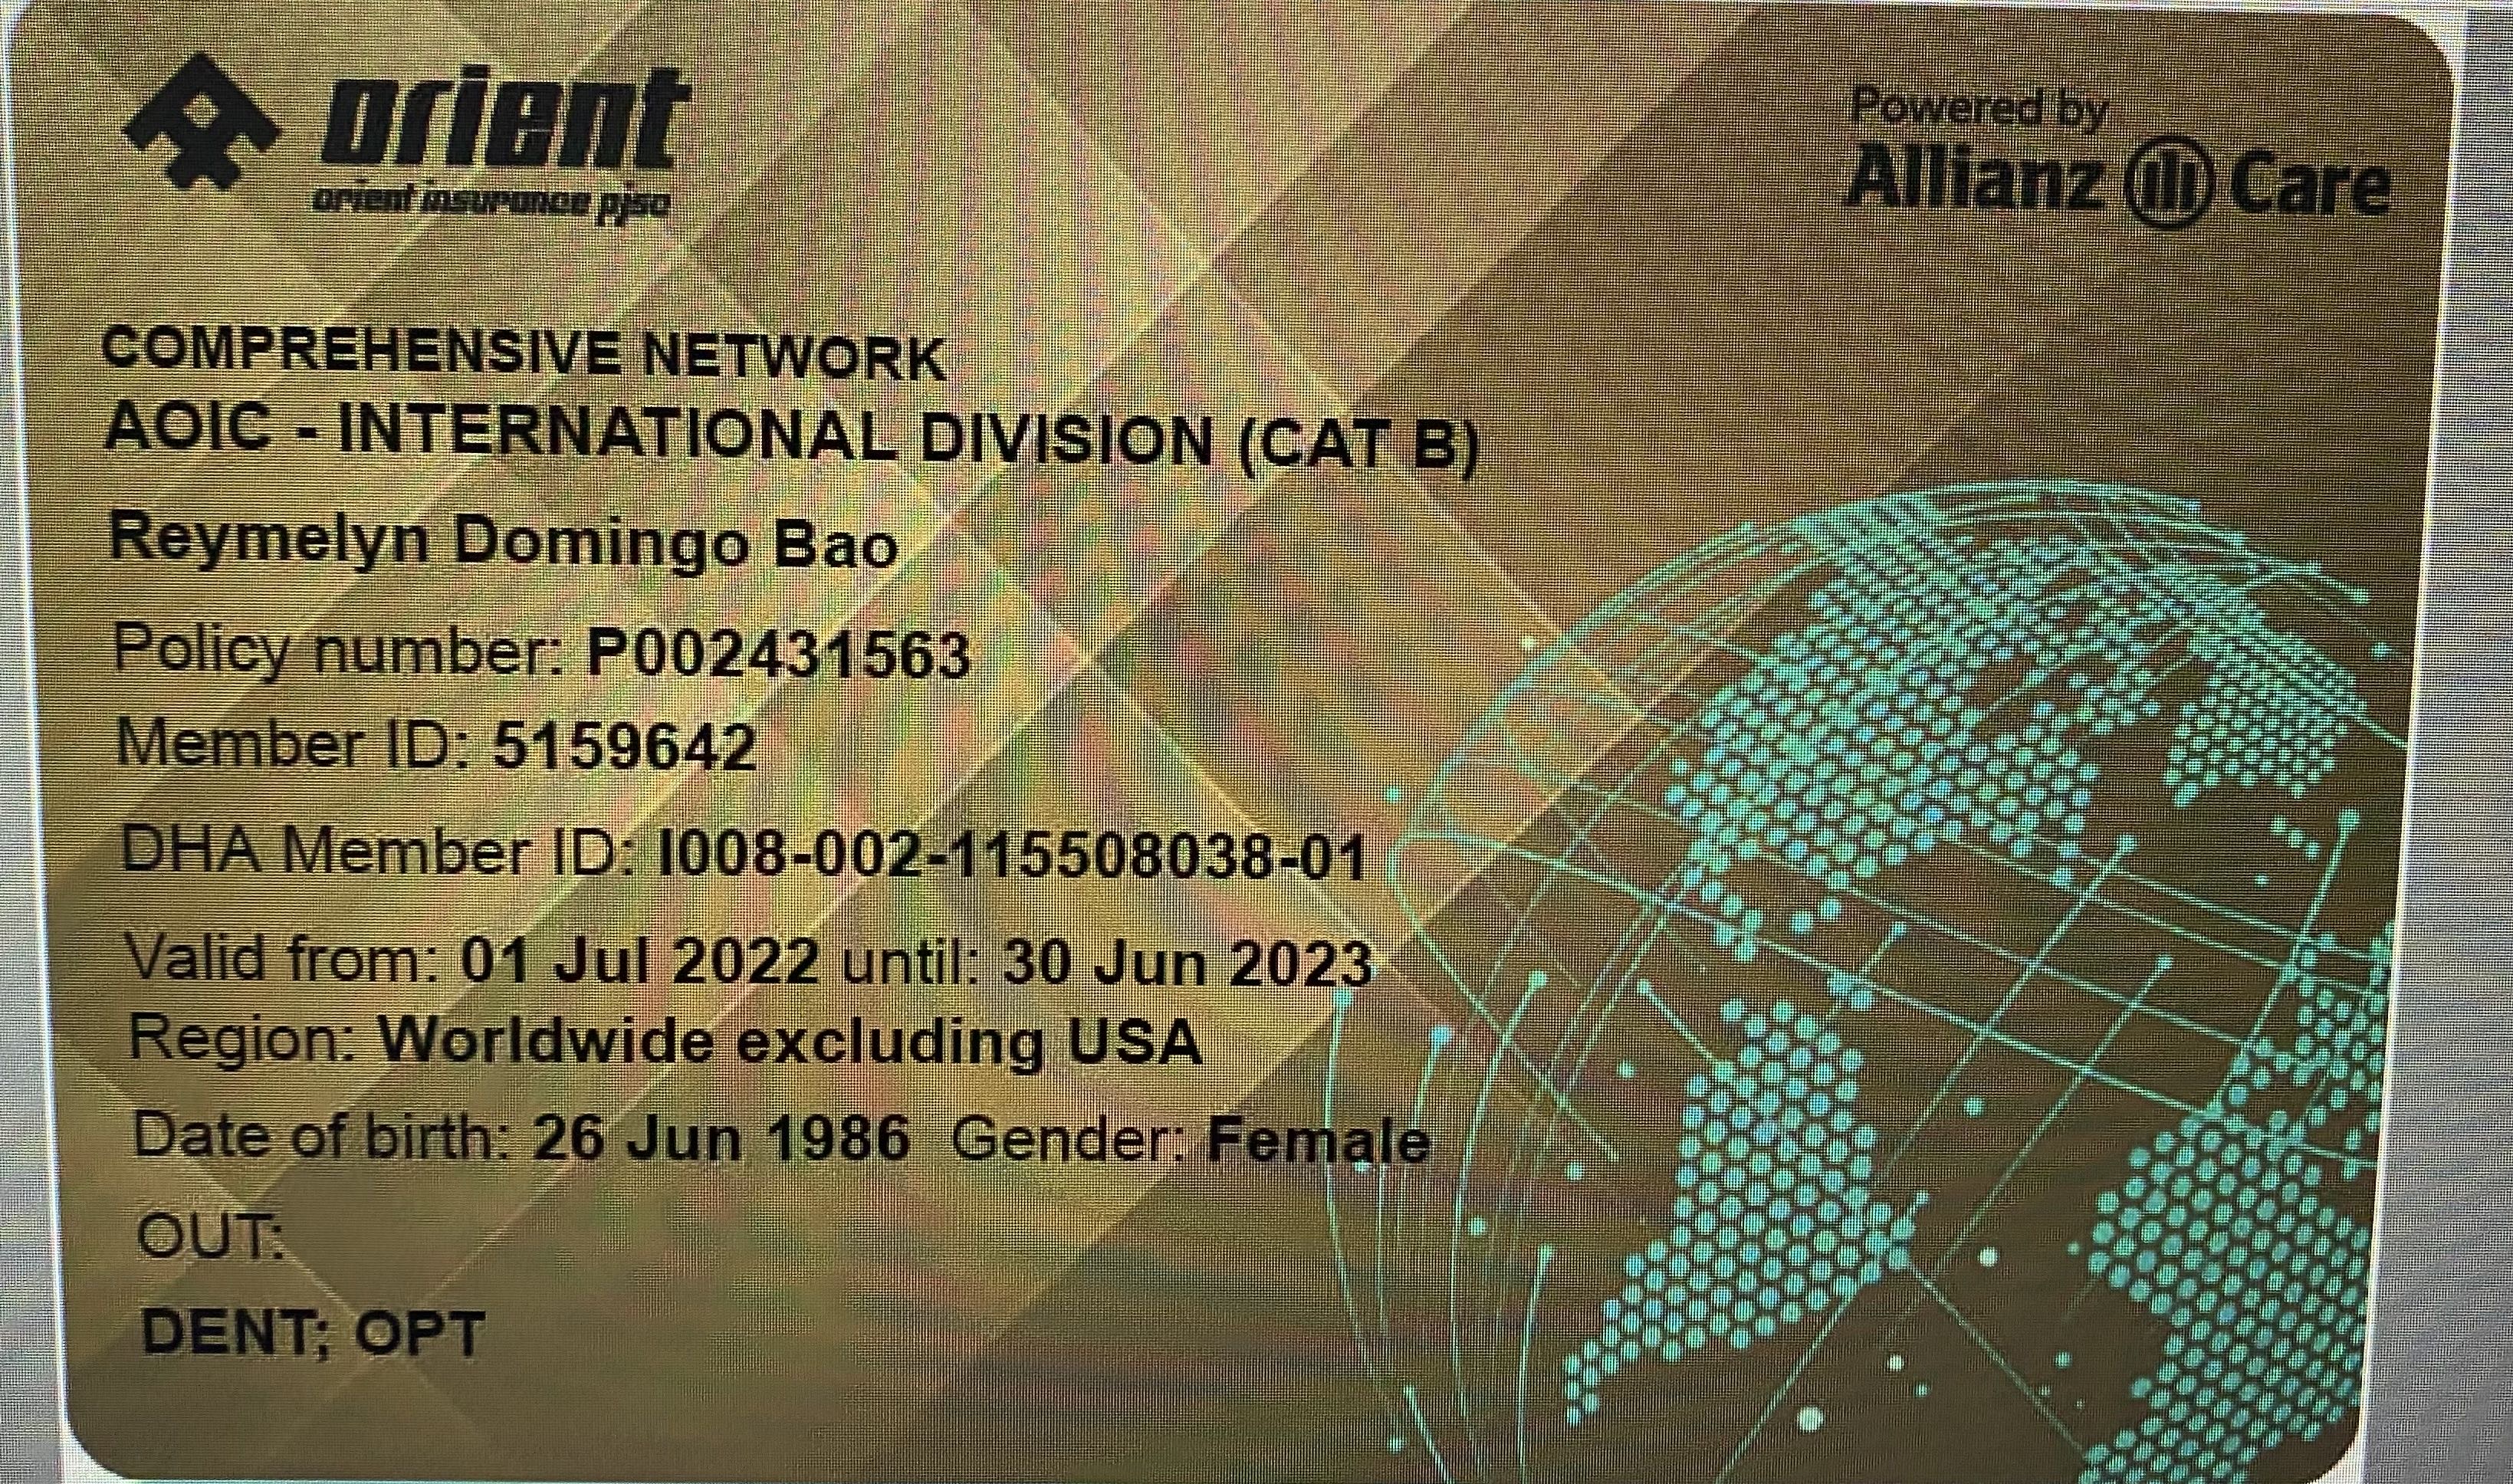 orient
orient insurance pjsc
Powered by
Allianz Care
COMPREHENSIVE NETWORK
AOIC - INTERNATIONAL DIVISION (CAT B)
Reymelyn Domingo Bao
Policy number: P002431563
Member ID: 5159642
DHA Member ID: I008-002-115508038-01
Valid from: 01 Jul 2022 until: 30 Jun 2023
Region: Worldwide excluding USA
Date of birth: 26 Jun 1986 Gender: Female
OUT:
DENT; OPT